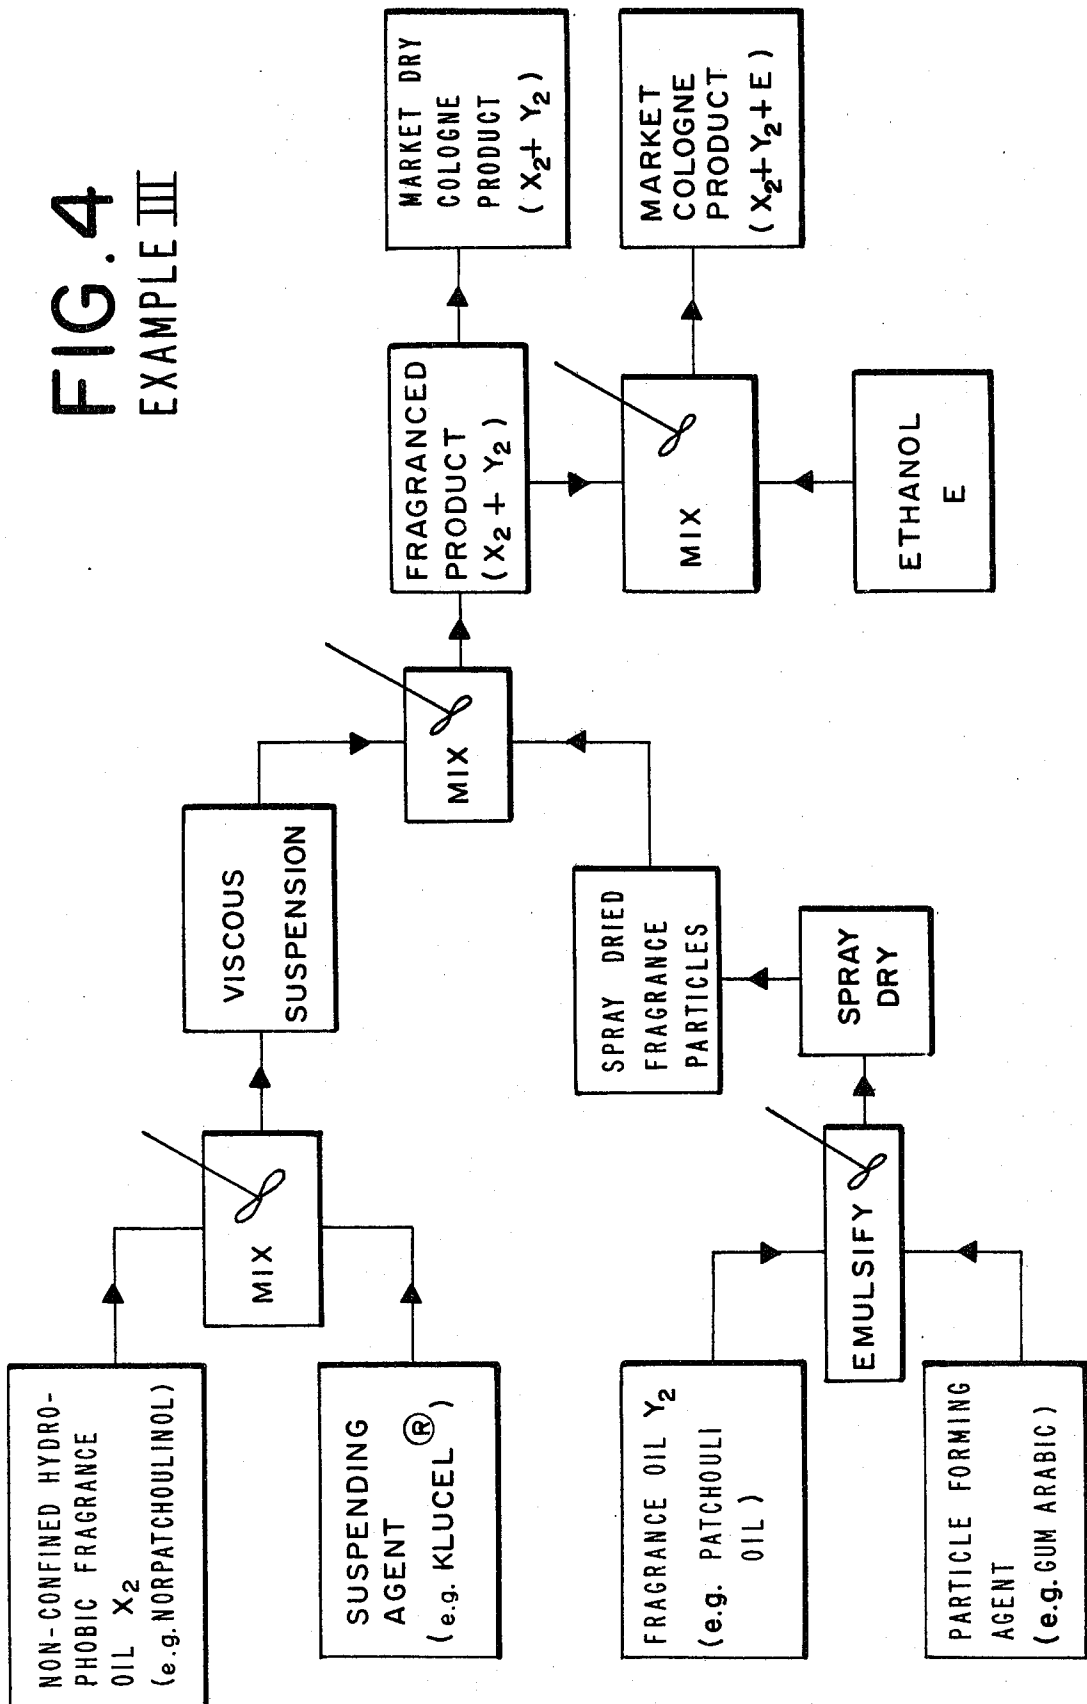 FIG. 4
EXAMPLE III
NON-CONFINED HYDRO-
PHOBIC FRAGRANCE
OIL X₂
(e.g. NORPATCHOULINOL)
SUSPENDING
AGENT
(e.g. KLUCEL ®)
MIX
VISCOUS
SUSPENSION
FRAGRANCE OIL Y₂
(e.g. PATCHOULI
OIL)
PARTICLE FORMING
AGENT
(e.g. GUM ARABIC)
EMULSIFY
SPRAY
DRY
SPRAY DRIED
FRAGRANCE
PARTICLES
MIX
FRAGRANCED
PRODUCT
(X₂ + Y₂)
MARKET DRY
COLOGNE
PRODUCT
(X₂ + Y₂)
ETHANOL
E
MIX
MARKET
COLOGNE
PRODUCT
(X₂+Y₂+E)